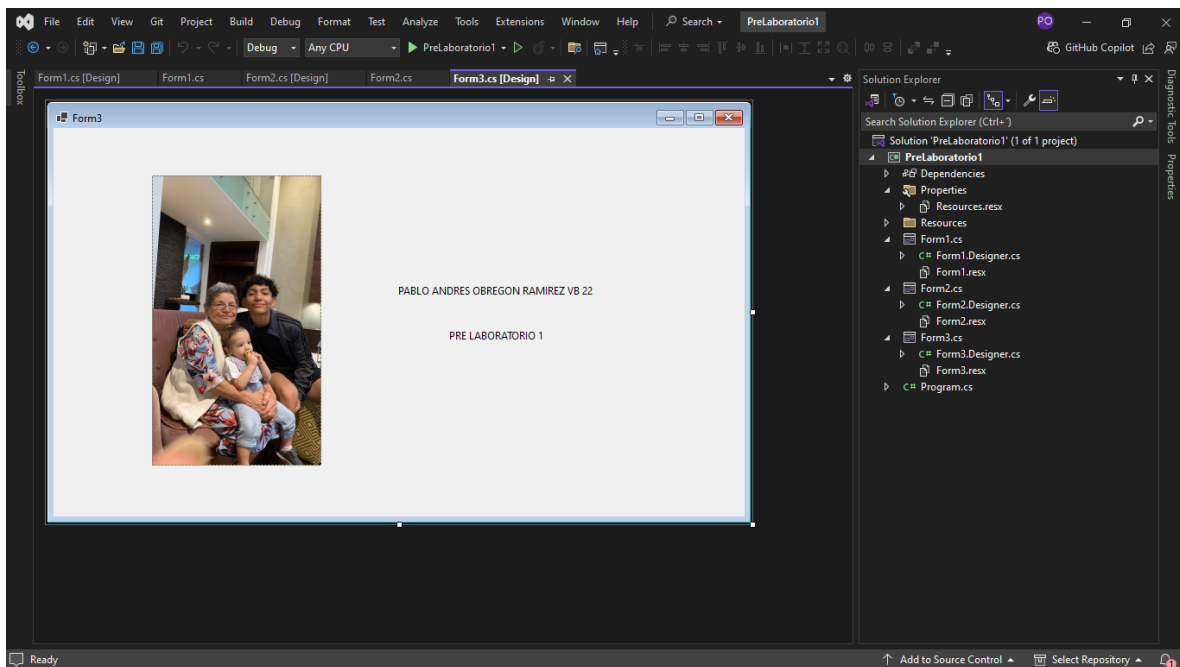 File Edit View Git Project Build Debug Format Test Analyze Tools Extensions Window Help Search PreLaboratorio1 PO
Debug Any CPU PreLaboratorio1 GitHub Copilot
Toolbox
Form1.cs [Design] Form1.cs Form2.cs [Design] Form2.cs Form3.cs [Design]
Form3
PABLO ANDRES OBREGON RAMIREZ VB 22
PRE LABORATORIO 1
Solution Explorer
Search Solution Explorer (Ctrl+´)
Solution 'PreLaboratorio1' (1 of 1 project)
PreLaboratorio1
Dependencies
Properties
Resources.resx
Resources
Form1.cs
C# Form1.Designer.cs
Form1.resx
Form2.cs
C# Form2.Designer.cs
Form2.resx
Form3.cs
C# Form3.Designer.cs
Form3.resx
C# Program.cs
Diagnostic Tools
Properties
Ready Add to Source Control Select Repository